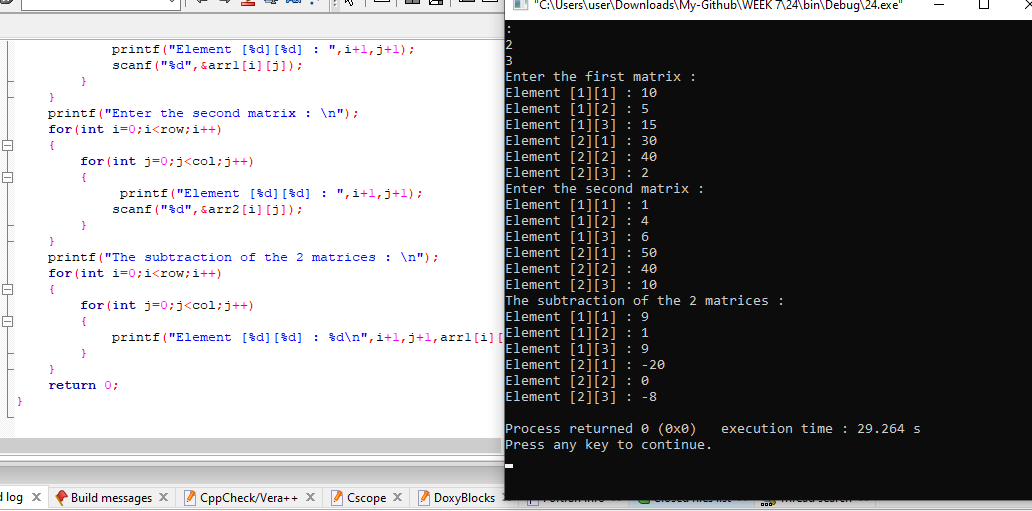 "C:\Users\user\Downloads\My-Github\WEEK 7\24\bin\Debug\24.exe"
printf("Element [%d][%d] : ",i+1,j+1);
scanf("%d",&arr1[i][j]);
}
}
printf("Enter the second matrix : \n");
for(int i=0;i<row;i++)
{
for(int j=0;j<col;j++)
{
printf("Element [%d][%d] : ",i+1,j+1);
scanf("%d",&arr2[i][j]);
}
}
printf("The subtraction of the 2 matrices : \n");
for(int i=0;i<row;i++)
{
for(int j=0;j<col;j++)
{
printf("Element [%d][%d] : %d\n",i+1,j+1,arr1[i][
}
}
return 0;
}
:
2
3
Enter the first matrix :
Element [1][1] : 10
Element [1][2] : 5
Element [1][3] : 15
Element [2][1] : 30
Element [2][2] : 40
Element [2][3] : 2
Enter the second matrix :
Element [1][1] : 1
Element [1][2] : 4
Element [1][3] : 6
Element [2][1] : 50
Element [2][2] : 40
Element [2][3] : 10
The subtraction of the 2 matrices :
Element [1][1] : 9
Element [1][2] : 1
Element [1][3] : 9
Element [2][1] : -20
Element [2][2] : 0
Element [2][3] : -8
Process returned 0 (0x0)   execution time : 29.264 s
Press any key to continue.
d log X Build messages X CppCheck/Vera++ X Cscope X DoxyBlocks